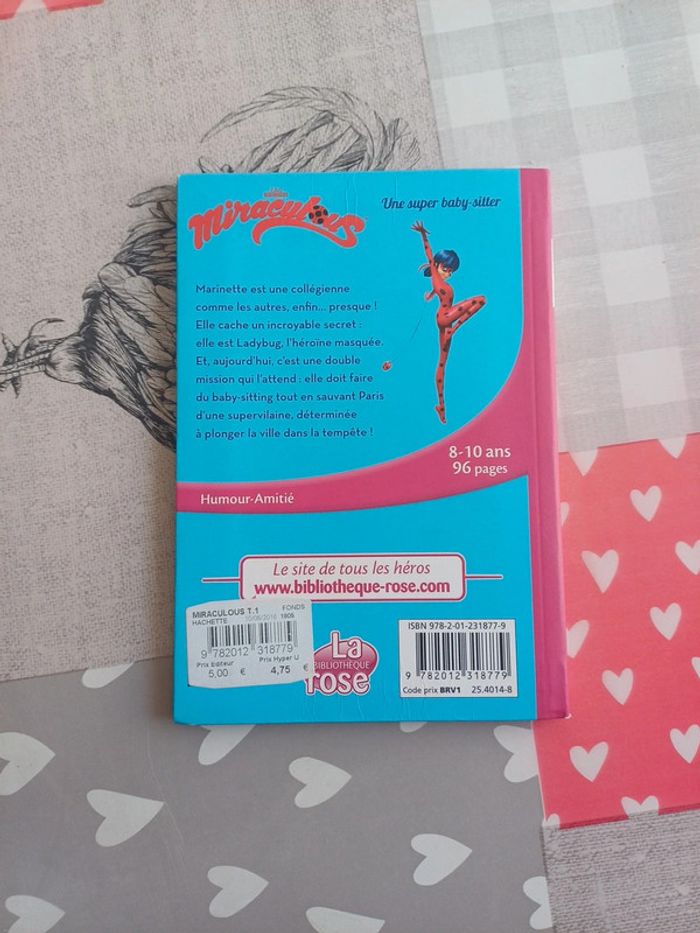 Miraculous
Une super baby-sitter
Marinette est une collégienne
comme les autres, enfin... presque !
Elle cache un incroyable secret :
elle est Ladybug, l'héroïne masquée.
Et, aujourd'hui, c'est une double
mission qui l'attend : elle doit faire
du baby-sitting tout en sauvant Paris
d'une supervilaine, déterminée
à plonger la ville dans la tempête !
8-10 ans
96 pages
Humour-Amitié
Le site de tous les héros
www.bibliotheque-rose.com
MIRACULOUS T.1 FONDS
HACHETTE 10/08/2016 1809
9 782012 318779
Prix Editeur Prix Hyper U
5,00 € 4,75 €
La
BIBLIOTHÈQUE
rose
ISBN 978-2-01-231877-9
9 782012 318779
Code prix BRV1 25.4014-8